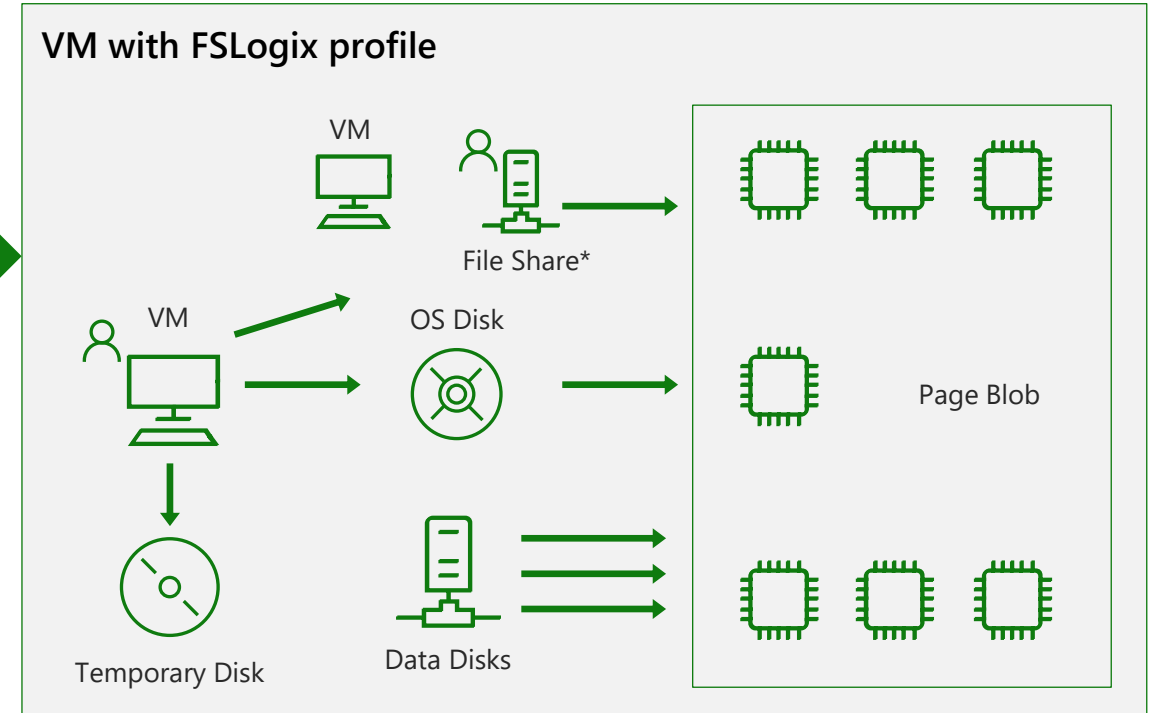 VM with FSLogix profile
VM
File Share*
VM
OS Disk
Page Blob
Data Disks
Temporary Disk